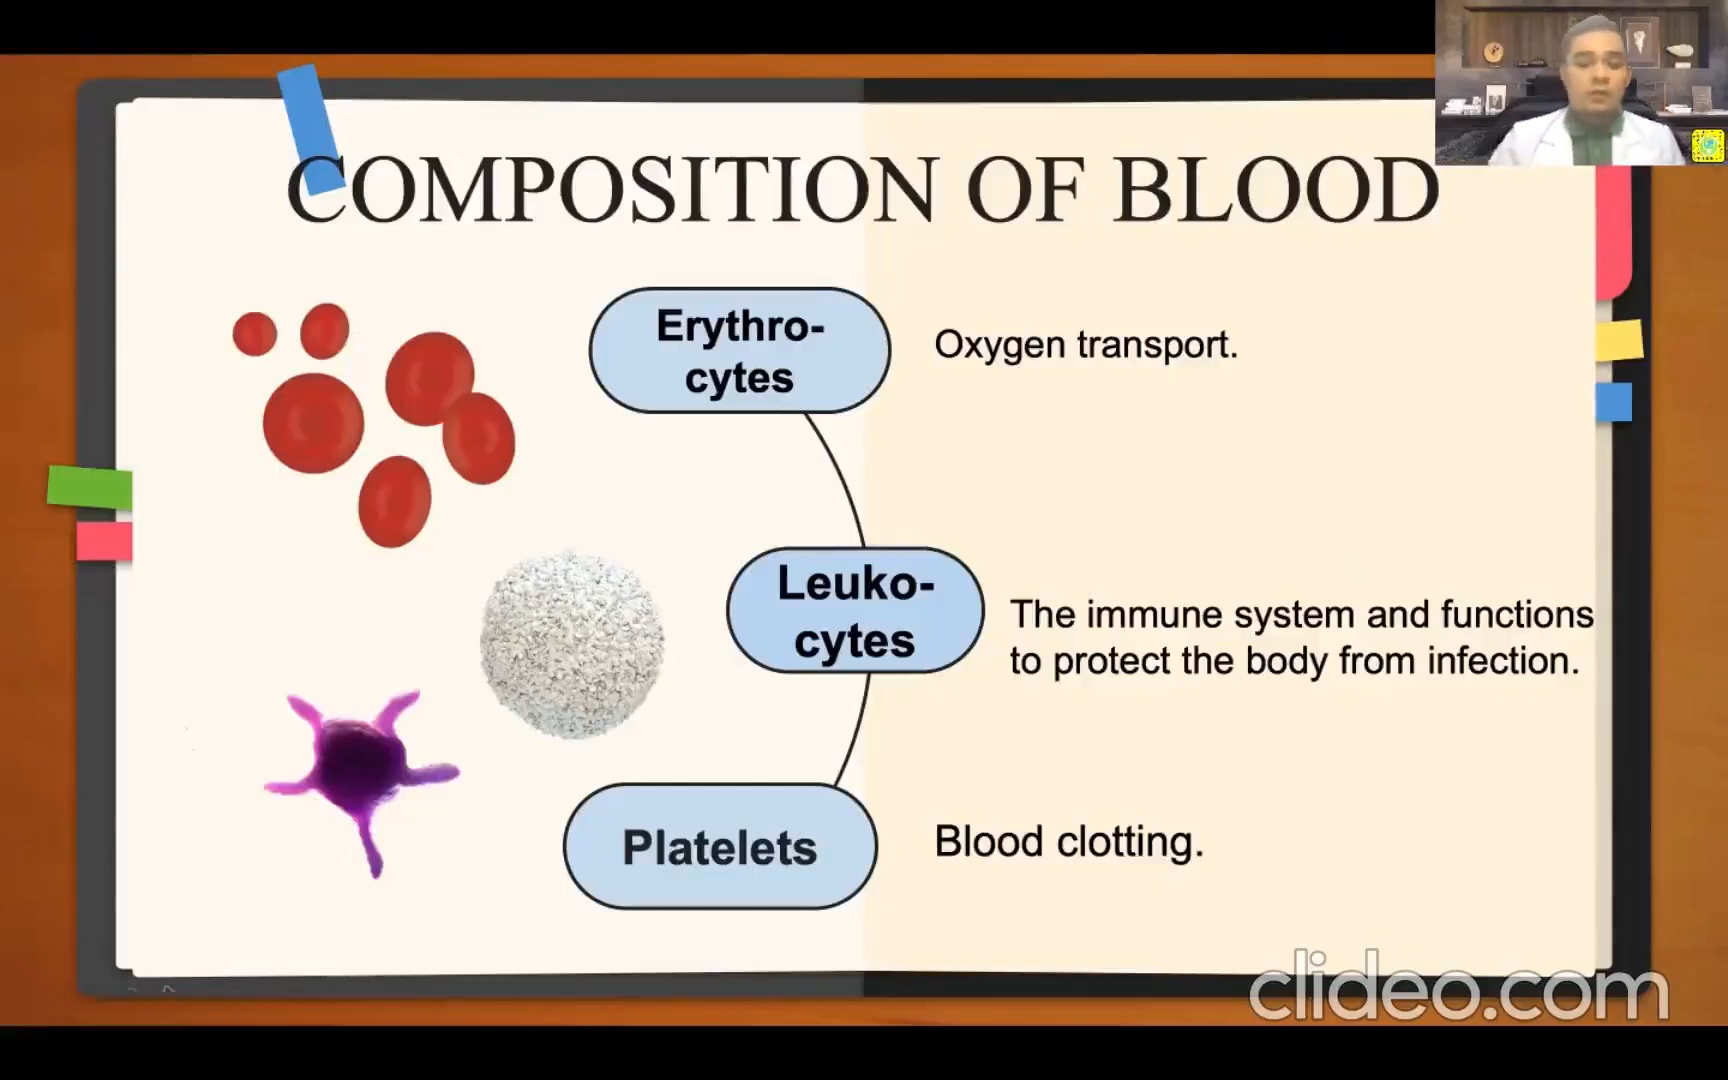 COMPOSITION OF BLOOD
Erythro-
cytes
Oxygen transport.
Leuko-
cytes
The immune system and functions
to protect the body from infection.
Platelets
Blood clotting.
clideo.com